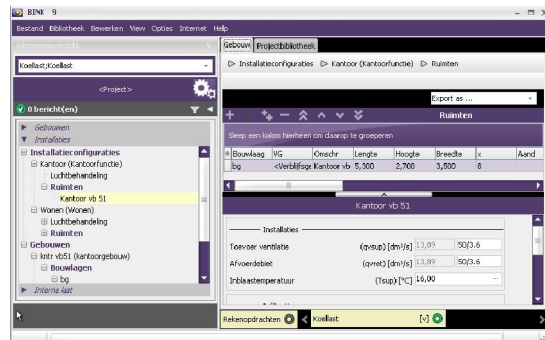 BINK 9
Bestand Bibliotheek Bewerken View Opties Internet Help
Koellast;Koellast
<Project>
0 bericht(en)
Gebouwen
Installaties
Installatieconfiguraties
Kantoor (Kantoorfunctie)
Luchtbehandeling
Ruimten
Kantoor vb 51
Wonen (Wonen)
Luchtbehandeling
Ruimten
Gebouwen
kntr vb51 (kantoorgebouw)
Bouwlagen
bg
Interne last
Gebouw Projectbibliotheek
Installatieconfiguraties Kantoor (Kantoorfunctie) Ruimten
Export as ...
Ruimten
Sleep een kolom hierheen om daarop te groeperen
Bouwlaag VG Omschr Lengte Hoogte Breedte x Aand
bg <Verblijfsge Kantoor vb 5,300 2,700 3,500 8
Kantoor vb 51
Installaties
Toevoer ventilatie (qvsup) [dm³/s] 13,89 50/3.6
Afvoerdebiet (qvret) [dm³/s] 13,89 50/3.6
Inblaastemperatuur (Tsup) [°C] 16,00 ...
Rekenopdrachten Koellast [v]